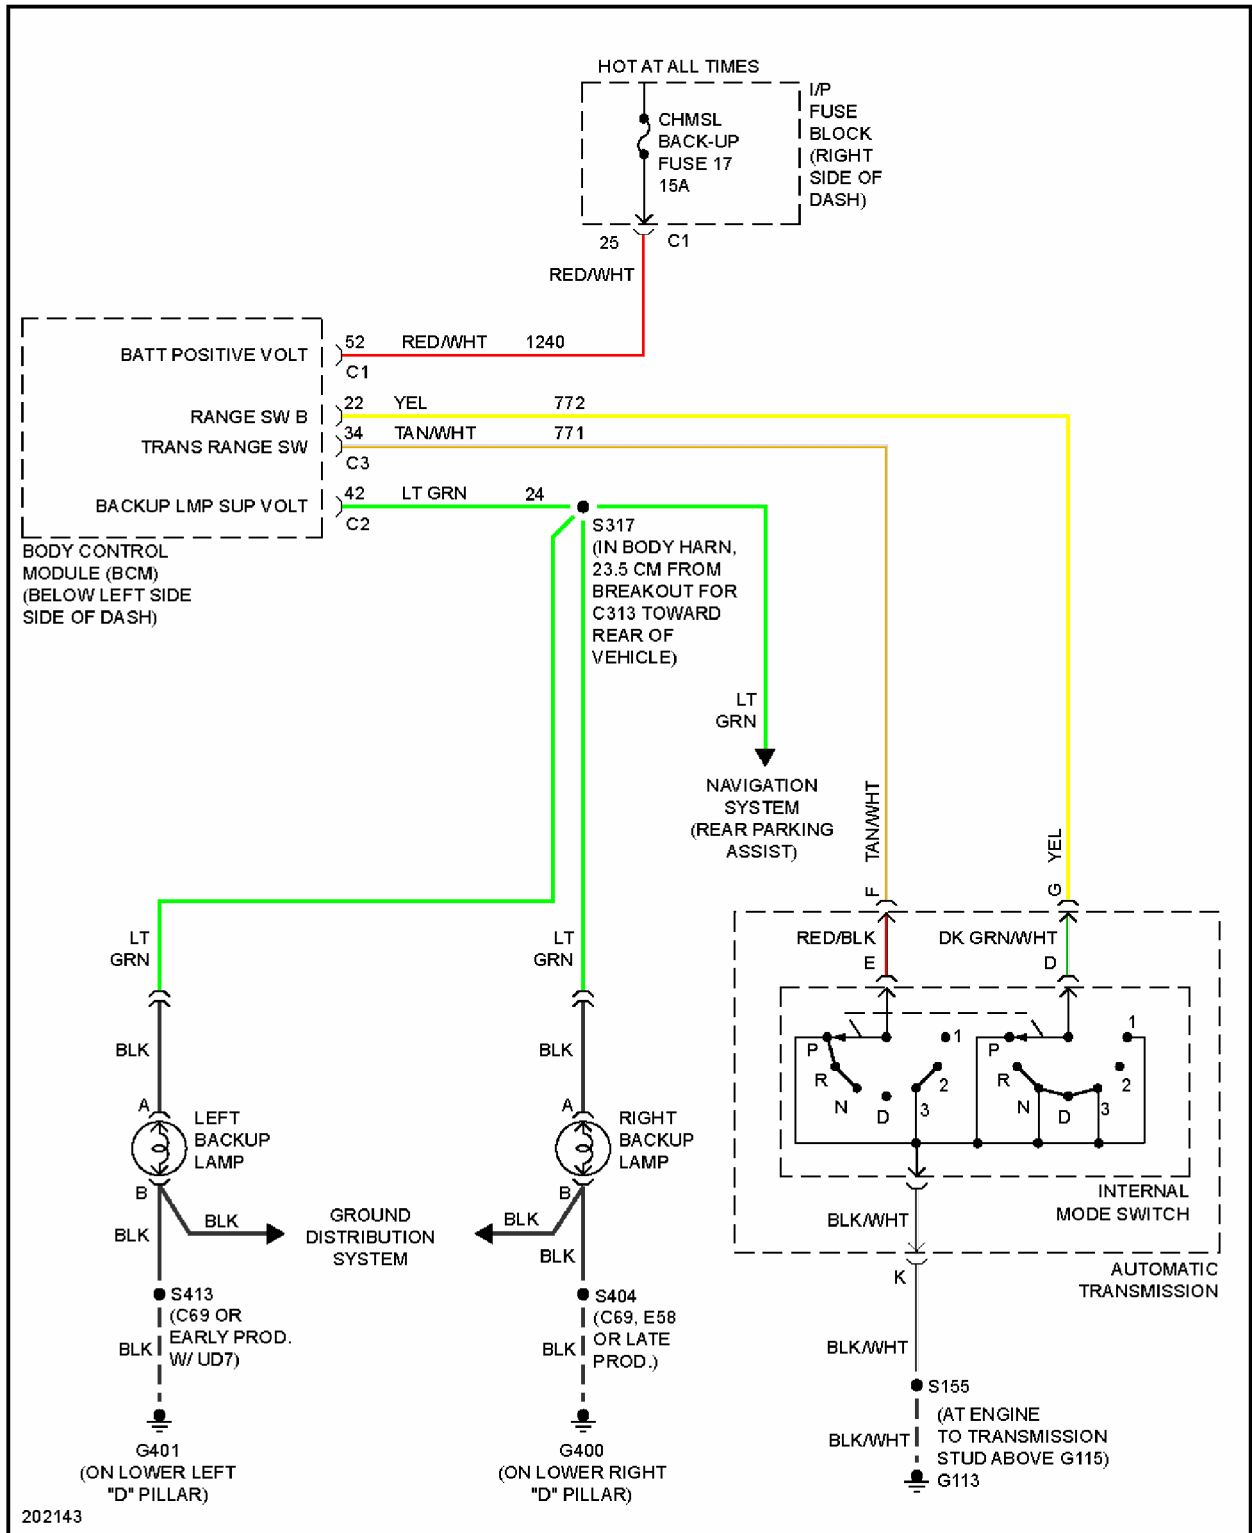 HOT AT ALL TIMES
I/P
FUSE
BLOCK
(RIGHT
SIDE OF
DASH)
CHMSL
BACK-UP
FUSE 17
15A
25
C1
RED/WHT
BATT POSITIVE VOLT
52
RED/WHT
1240
C1
RANGE SW B
22
YEL
772
TRANS RANGE SW
34
TAN/WHT
771
C3
BACKUP LMP SUP VOLT
42
LT GRN
24
C2
BODY CONTROL
MODULE (BCM)
(BELOW LEFT SIDE
SIDE OF DASH)
S317
(IN BODY HARN,
23.5 CM FROM
BREAKOUT FOR
C313 TOWARD
REAR OF
VEHICLE)
LT
GRN
NAVIGATION
SYSTEM
(REAR PARKING
ASSIST)
TAN/WHT
F
YEL
G
LT
GRN
LT
GRN
RED/BLK
E
DK GRN/WHT
D
BLK
BLK
P
R
N
D
3
2
1
P
R
N
D
3
2
1
A
LEFT
BACKUP
LAMP
B
A
RIGHT
BACKUP
LAMP
B
INTERNAL
MODE SWITCH
BLK
BLK
GROUND
DISTRIBUTION
SYSTEM
BLK
BLK
BLK/WHT
K
AUTOMATIC
TRANSMISSION
S413
(C69 OR
EARLY PROD.
W/ UD7)
BLK
S404
(C69, E58
OR LATE
PROD.)
BLK
BLK/WHT
S155
(AT ENGINE
TO TRANSMISSION
STUD ABOVE G115)
BLK/WHT
G113
G401
(ON LOWER LEFT
"D" PILLAR)
G400
(ON LOWER RIGHT
"D" PILLAR)
202143